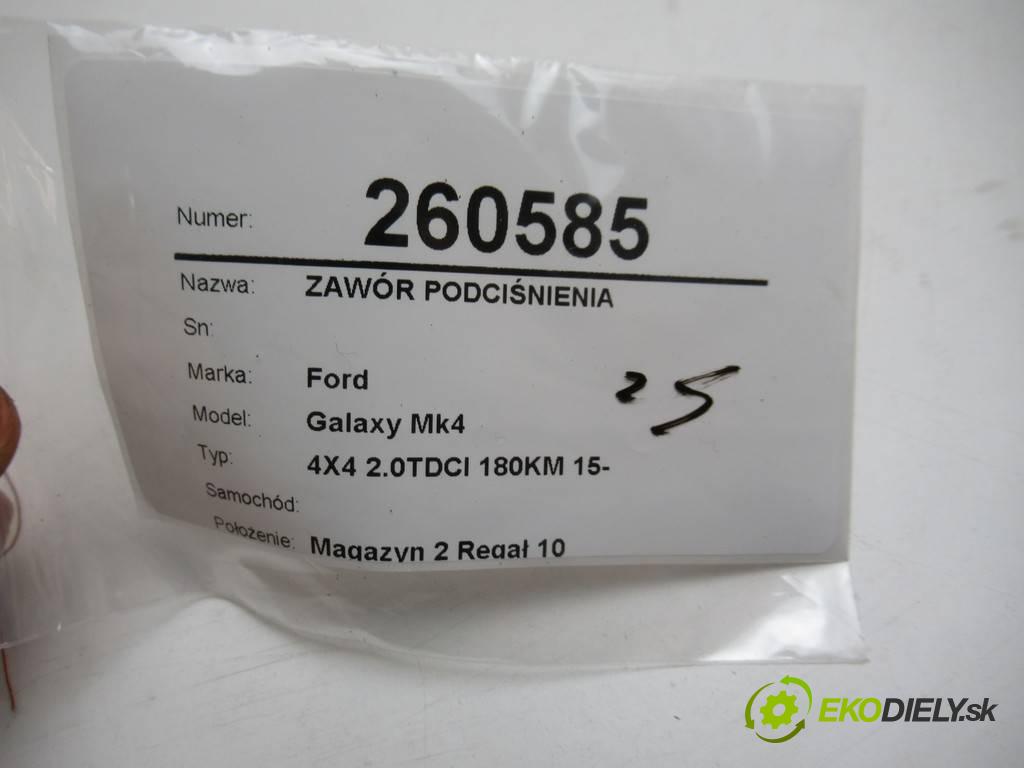 Numer: 260585
Nazwa: ZAWÓR PODCIŚNIENIA
Sn:
Marka: Ford
Model: Galaxy Mk4
25
Typ: 4X4 2.0TDCI 180KM 15-
Samochód:
Położenie: Magazyn 2 Regał 10
EKODIELY.sk